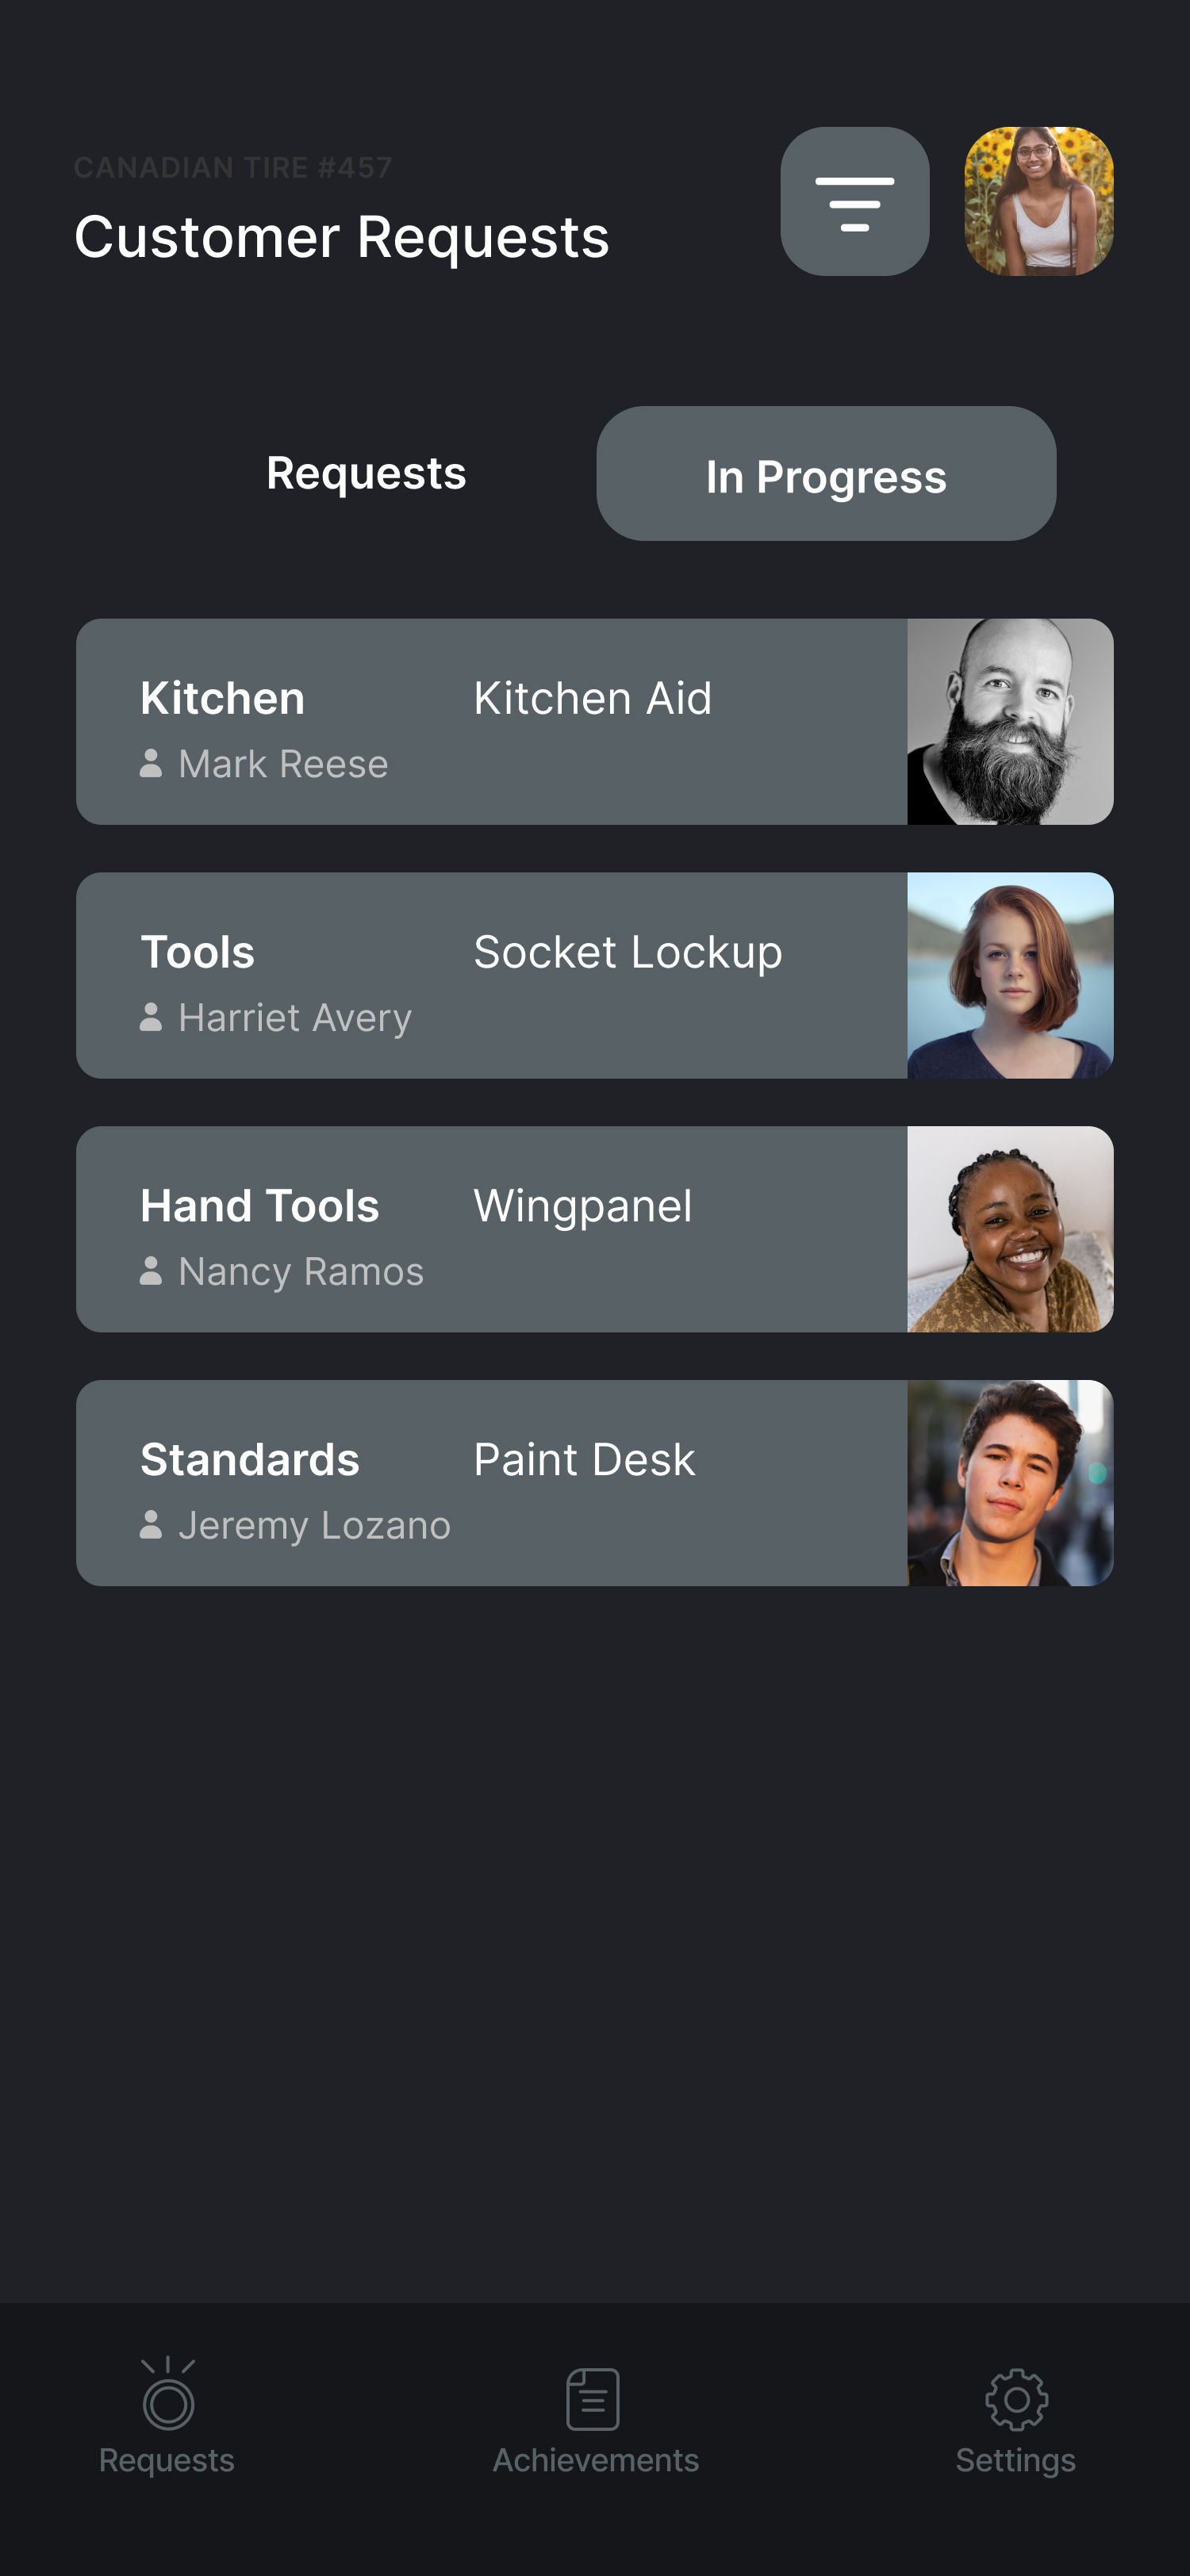 CANADIAN TIRE #457
Customer Requests
Requests
In Progress
Kitchen
Kitchen Aid
Mark Reese
Tools
Socket Lockup
Harriet Avery
Hand Tools
Wingpanel
Nancy Ramos
Standards
Paint Desk
Jeremy Lozano
Requests
Achievements
Settings